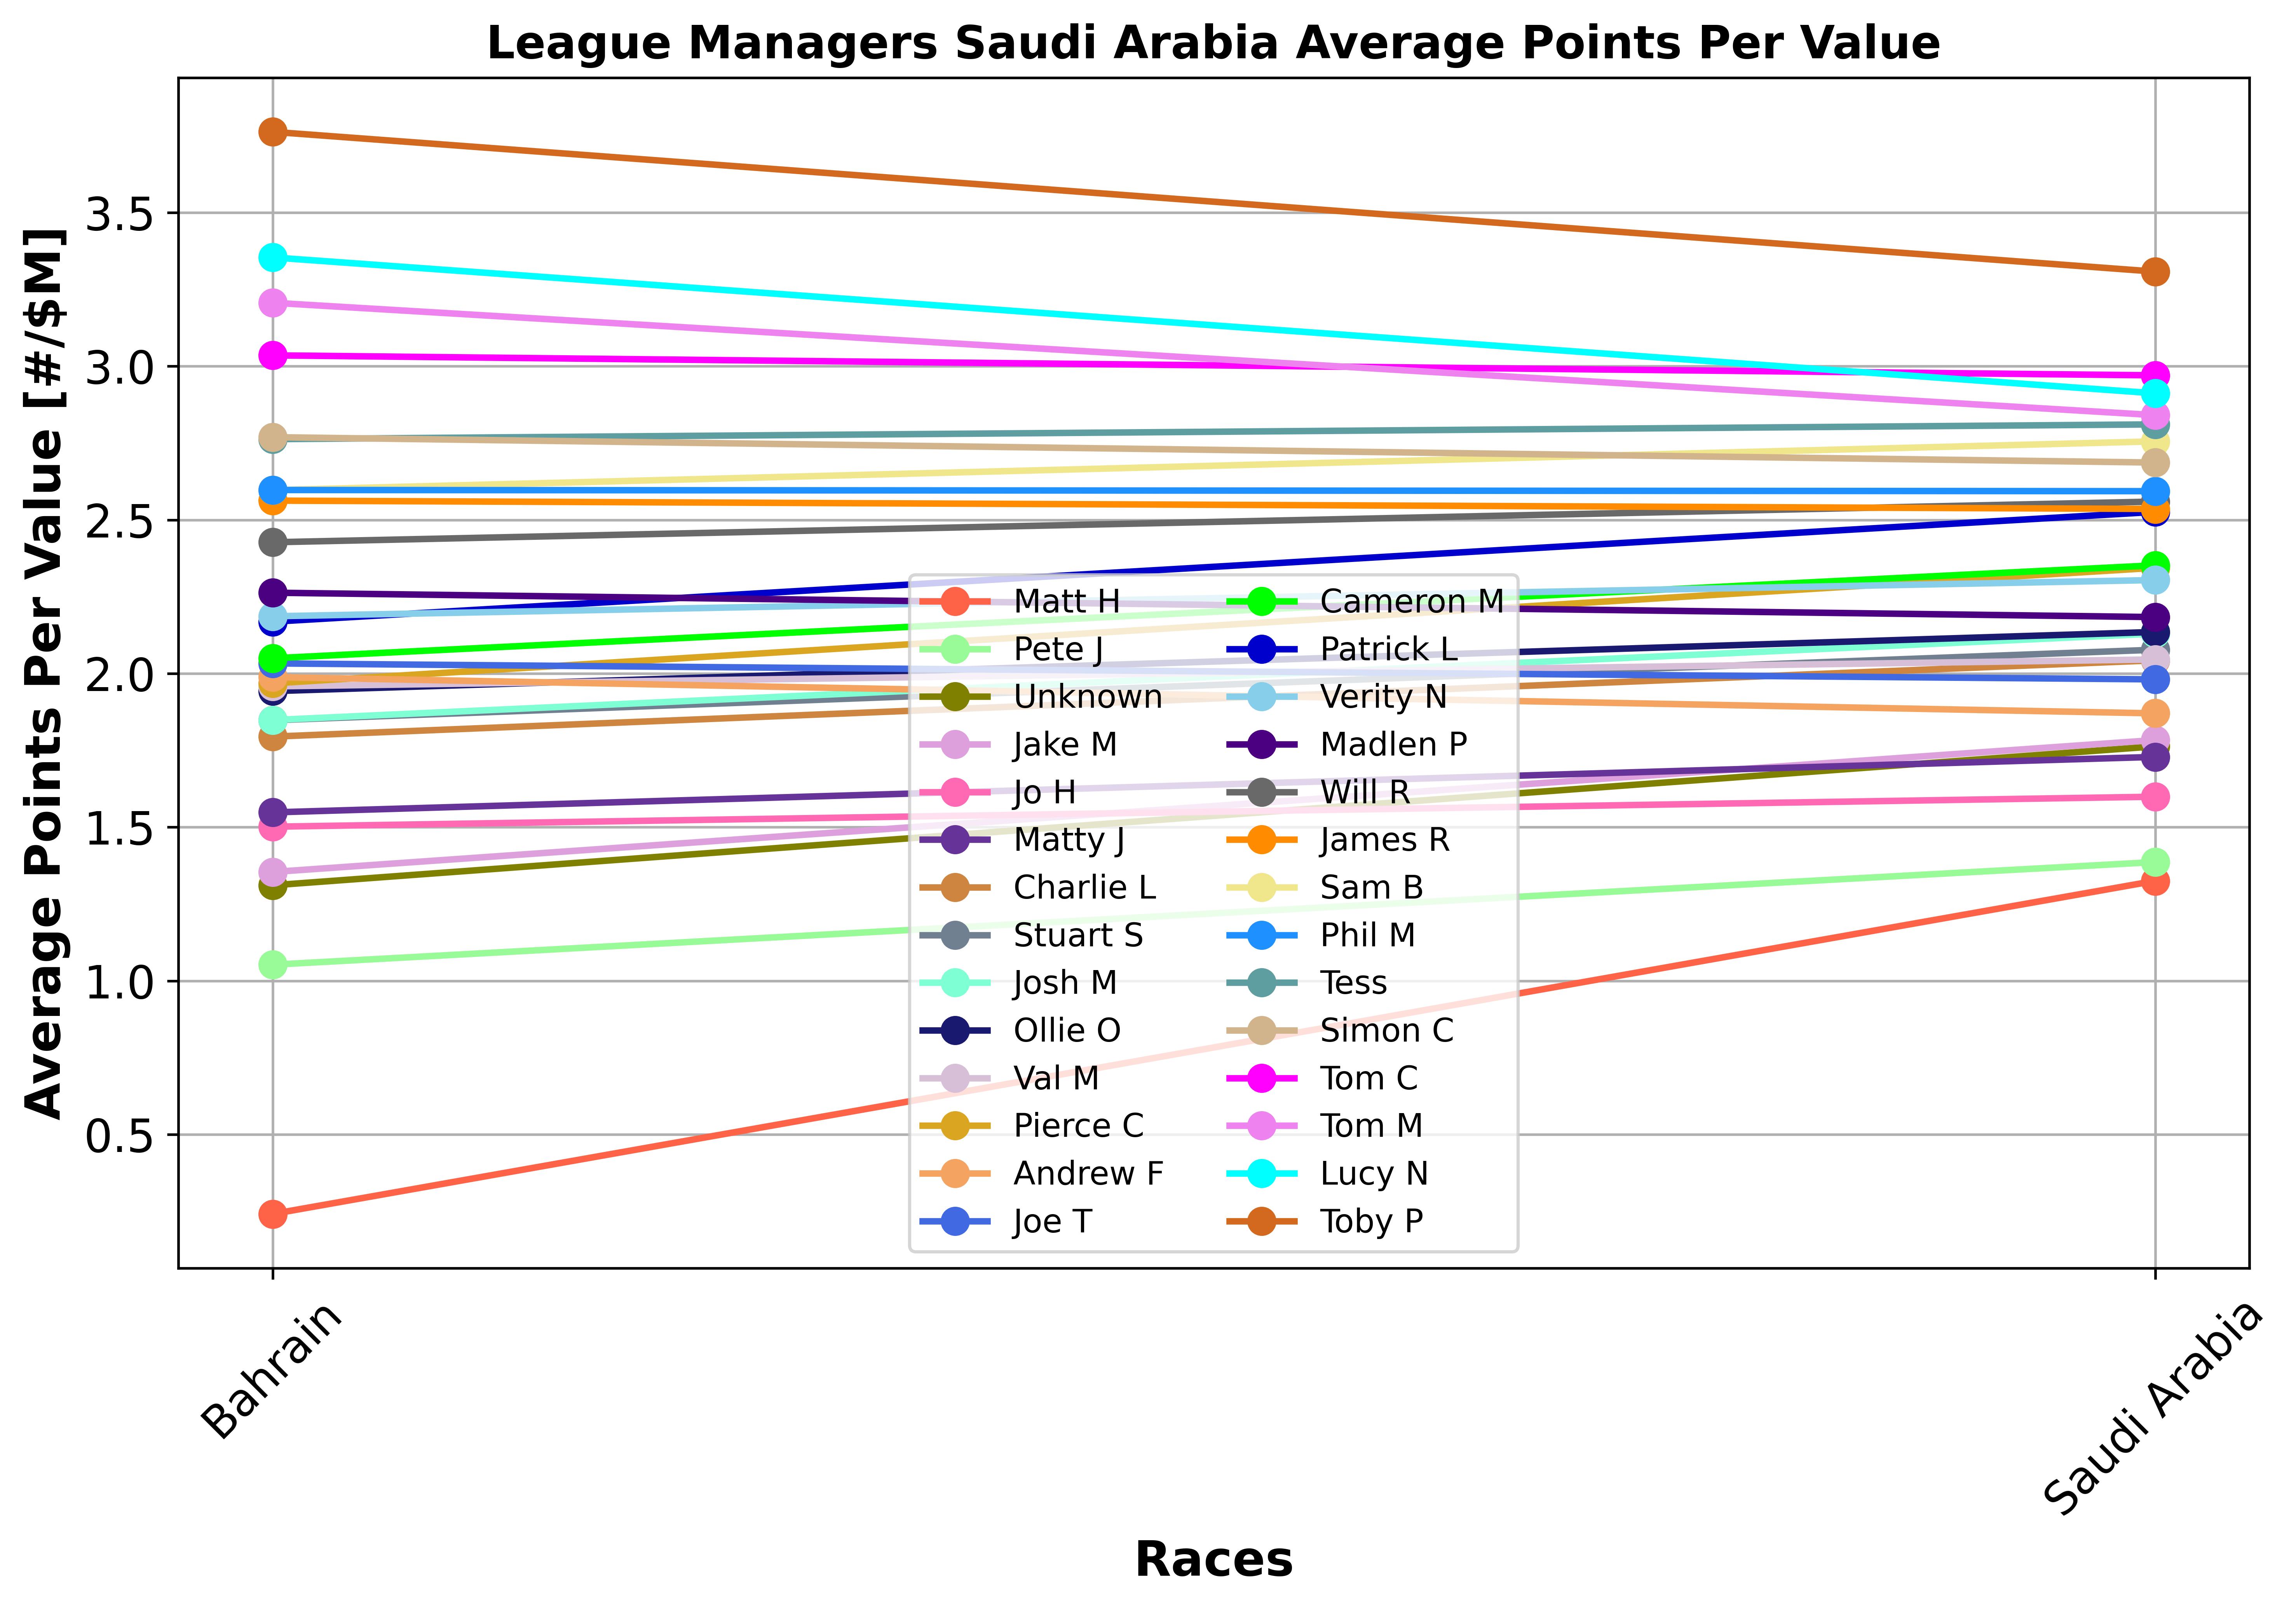 League Managers Saudi Arabia Average Points Per Value
Average Points Per Value [#/$M]
3.5
3.0
2.5
2.0
1.5
1.0
0.5
Matt H
Pete J
Unknown
Jake M
Jo H
Matty J
Charlie L
Stuart S
Josh M
Ollie O
Val M
Pierce C
Andrew F
Joe T
Cameron M
Patrick L
Verity N
Madlen P
Will R
James R
Sam B
Phil M
Tess
Simon C
Tom C
Tom M
Lucy N
Toby P
Bahrain
Saudi Arabia
Races